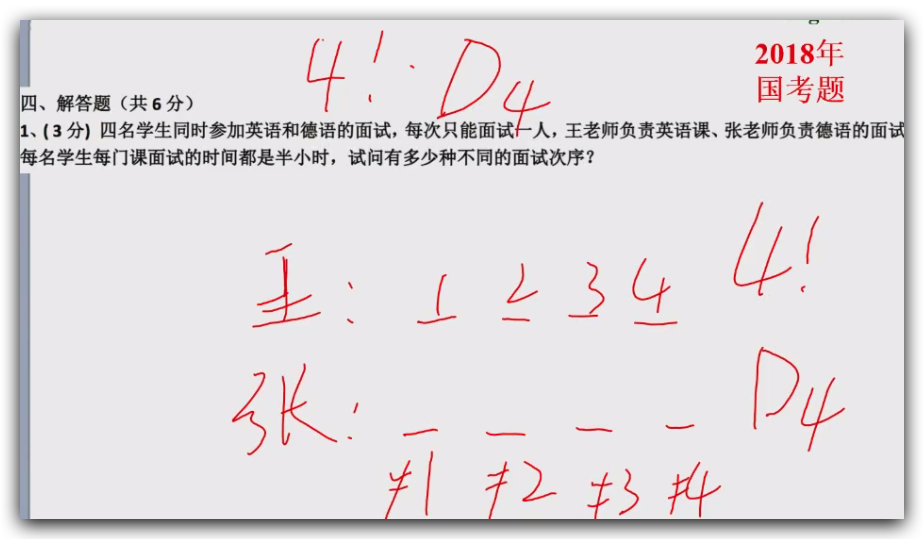 4! · D4
2018年
国考题
四、解答题（共 6 分）
1、( 3 分) 四名学生同时参加英语和德语的面试，每次只能面试一人，王老师负责英语课、张老师负责德语的面试
每名学生每门课面试的时间都是半小时，试问有多少种不同的面试次序？
王： 1 2 3 4 4!
张： _ _ _ _ D4
≠1 ≠2 ≠3 ≠4